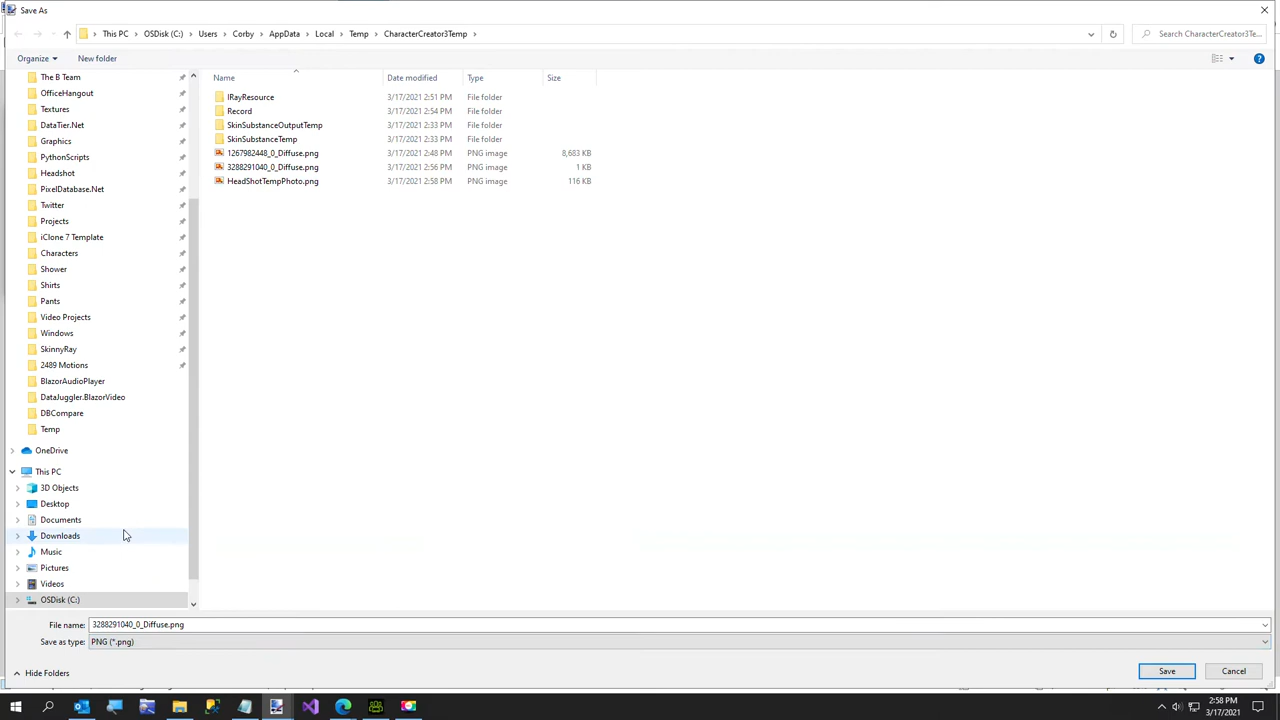 Save As
This PC > OSDisk (C:) > Users > Corby > AppData > Local > Temp > CharacterCreator3Temp >
Search CharacterCreator3Te...
Organize
New folder
The B Team
OfficeHangout
Textures
DataTier.Net
Graphics
PythonScripts
Headshot
PixelDatabase.Net
Twitter
Projects
iClone 7 Template
Characters
Shower
Shirts
Pants
Video Projects
Windows
SkinnyRay
2489 Motions
BlazorAudioPlayer
DataJuggler.BlazorVideo
DBCompare
Temp
OneDrive
This PC
3D Objects
Desktop
Documents
Downloads
Music
Pictures
Videos
OSDisk (C:)
Name Date modified Type Size
iRayResource 3/17/2021 2:51 PM File folder
Record 3/17/2021 2:54 PM File folder
SkinSubstanceOutputTemp 3/17/2021 2:33 PM File folder
SkinSubstanceTemp 3/17/2021 2:33 PM File folder
1267982448_0_Diffuse.png 3/17/2021 2:48 PM PNG image 8,683 KB
3288291040_0_Diffuse.png 3/17/2021 2:56 PM PNG image 1 KB
HeadShotTempPhoto.png 3/17/2021 2:58 PM PNG image 116 KB
File name: 3288291040_0_Diffuse.png
Save as type: PNG (*.png)
Hide Folders
Save
Cancel
2:58 PM
3/17/2021